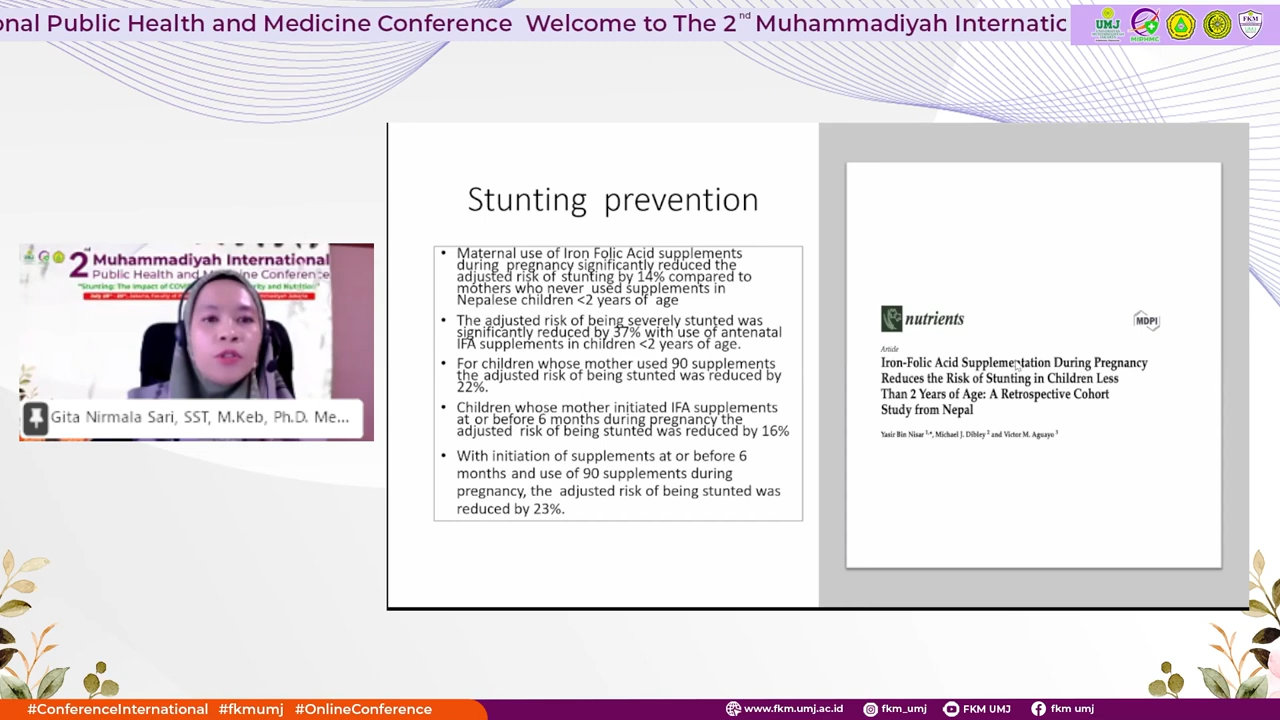 onal Public Health and Medicine Conference Welcome to The 2nd Muhammadiyah Internatic
UMJ
MIPHMC
FKM
2nd Muhammadiyah International
Public Health and Medicine Conference
Gita Nirmala Sari, SST, M.Keb, Ph.D. Me...
Stunting prevention
• Maternal use of Iron Folic Acid supplements
during pregnancy significantly reduced the
adjusted risk of stunting by 14% compared to
mothers who never used supplements in
Nepalese children <2 years of age
• The adjusted risk of being severely stunted was
significantly reduced by 37% with use of antenatal
IFA supplements in children <2 years of age.
• For children whose mother used 90 supplements
the adjusted risk of being stunted was reduced by
22%.
• Children whose mother initiated IFA supplements
at or before 6 months during pregnancy the
adjusted risk of being stunted was reduced by 16%
• With initiation of supplements at or before 6
months and use of 90 supplements during
pregnancy, the adjusted risk of being stunted was
reduced by 23%.
nutrients
MDPI
Article
Iron-Folic Acid Supplementation During Pregnancy
Reduces the Risk of Stunting in Children Less
Than 2 Years of Age: A Retrospective Cohort
Study from Nepal
Yasir Bin Nisar 1,*, Michael J. Dibley 2 and Victor M. Aguayo 3
#ConferenceInternational #fkmumj #OnlineConference
www.fkm.umj.ac.id
fkm_umj
FKM UMJ
fkm umj